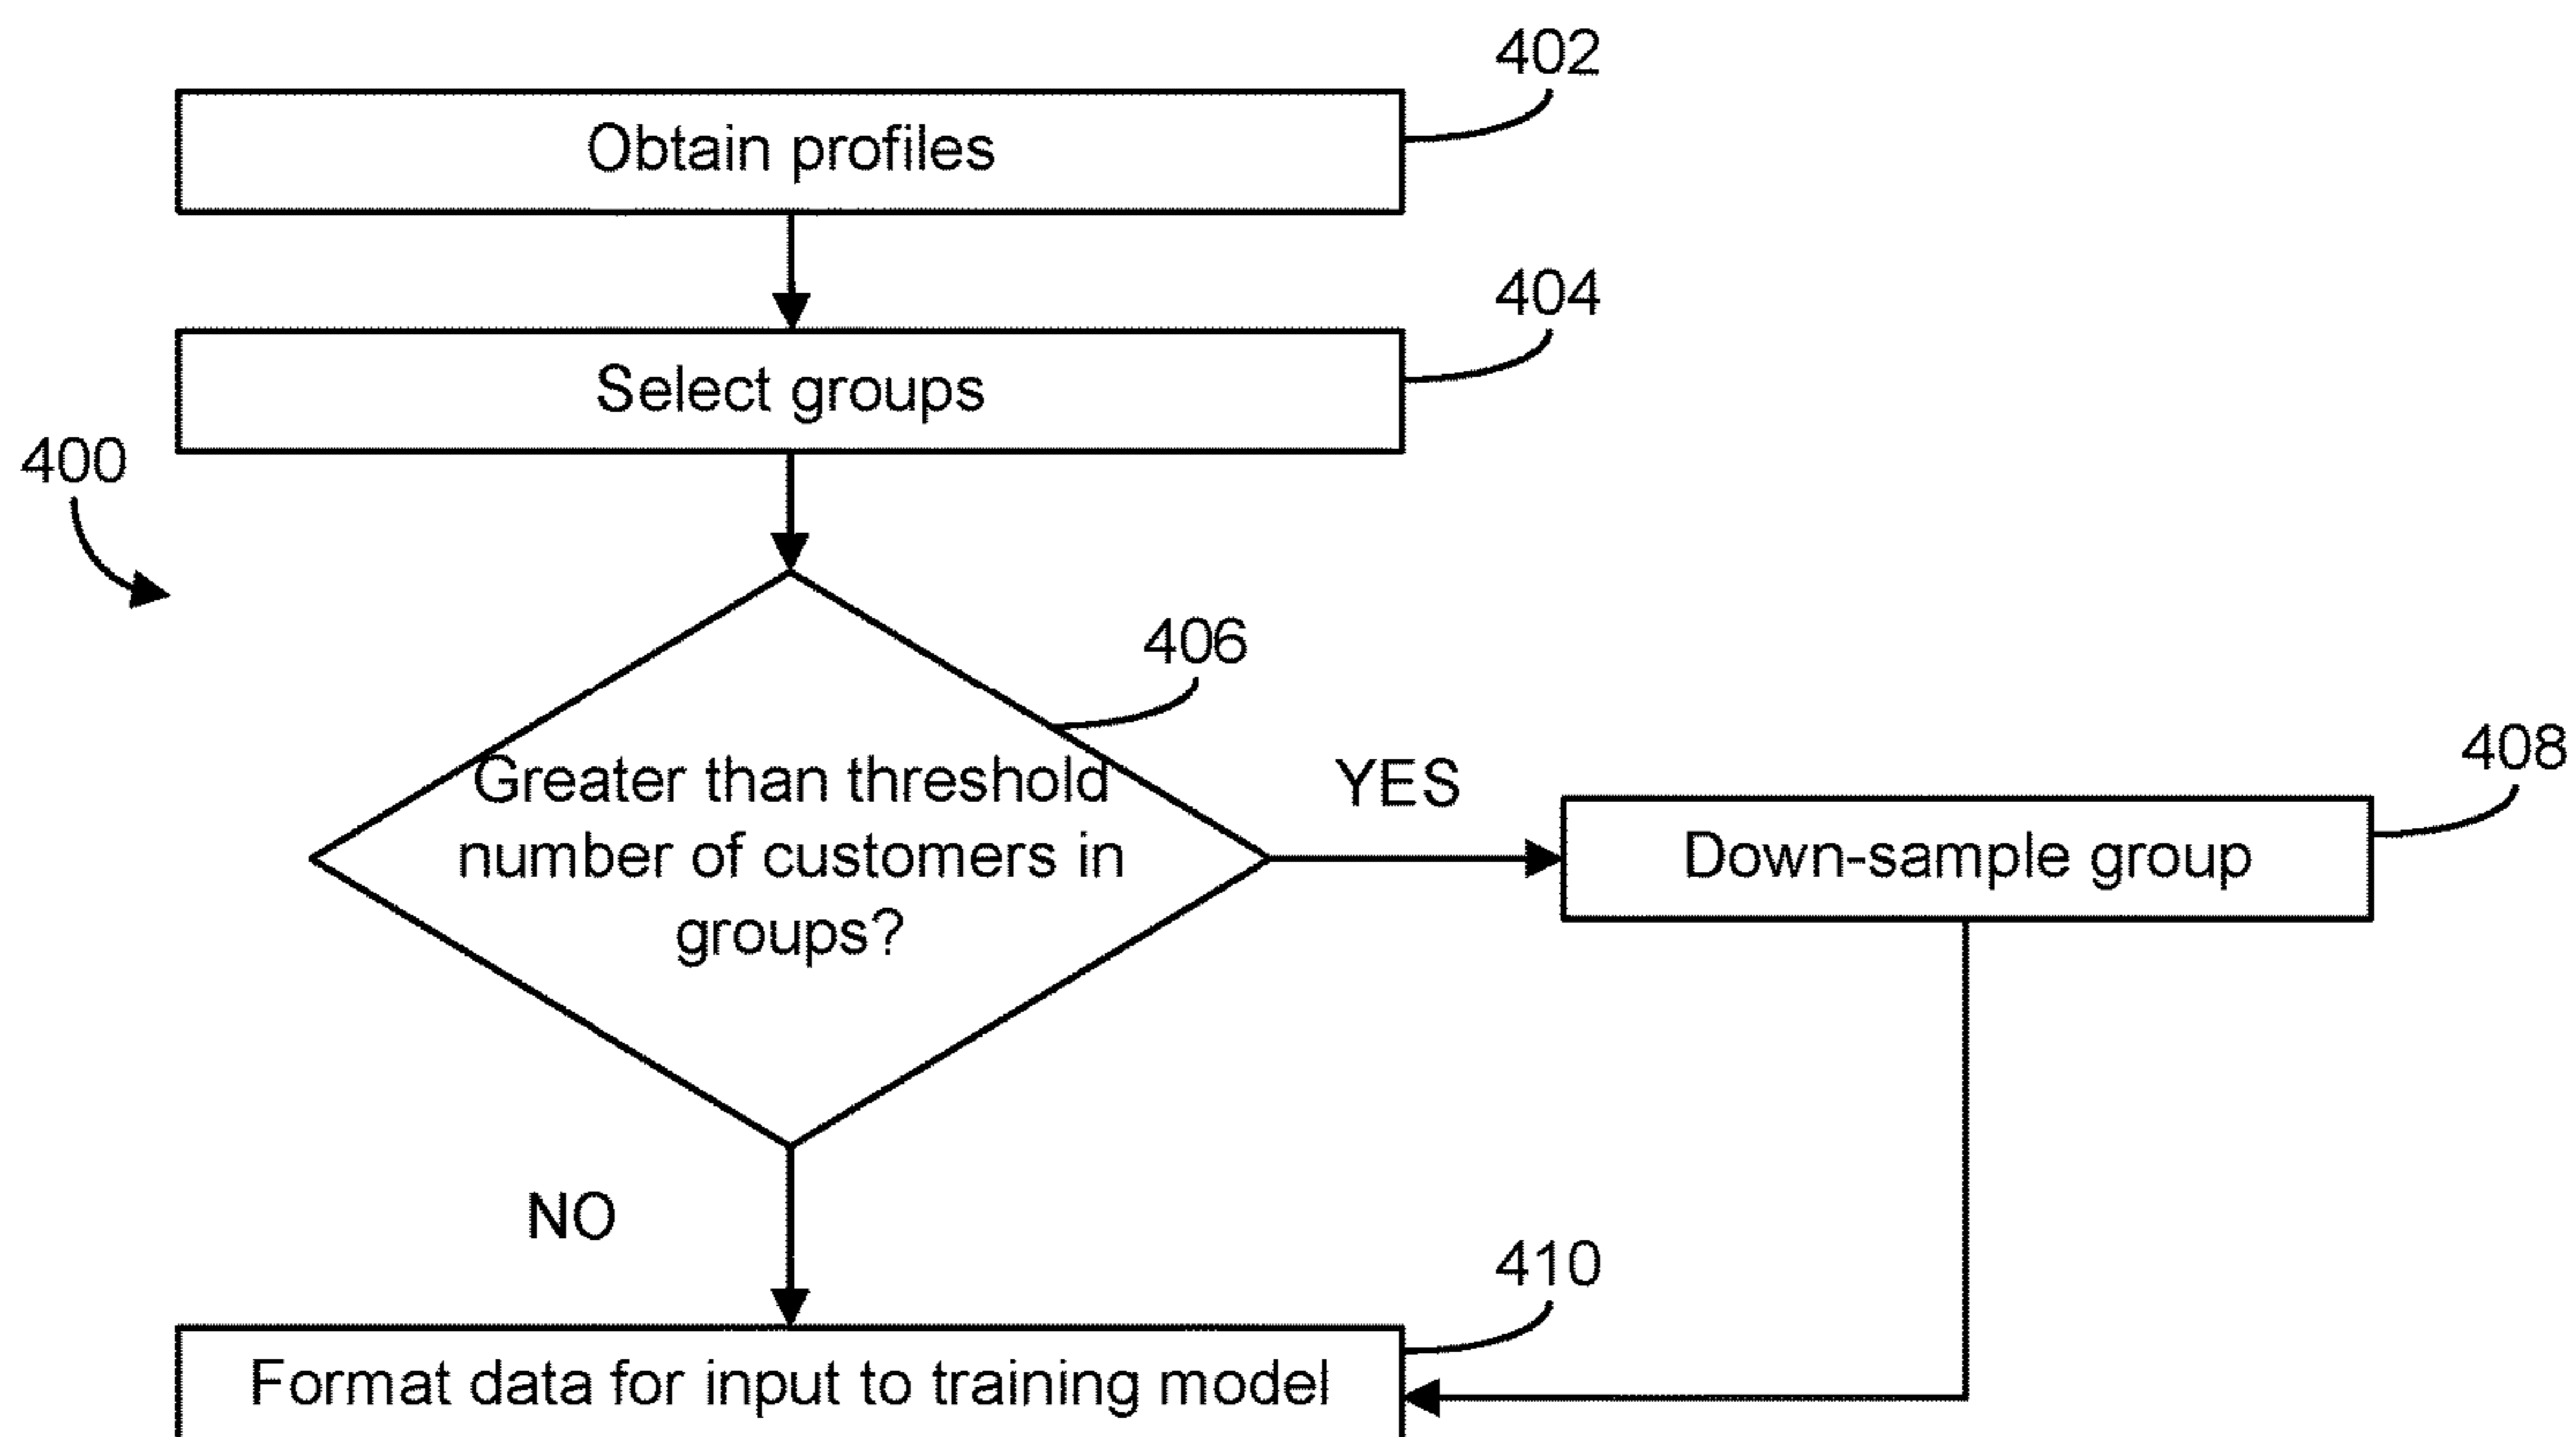 402
Obtain profiles
404
Select groups
400
406
Greater than threshold
number of customers in
groups?
YES
408
Down-sample group
NO
410
Format data for input to training model